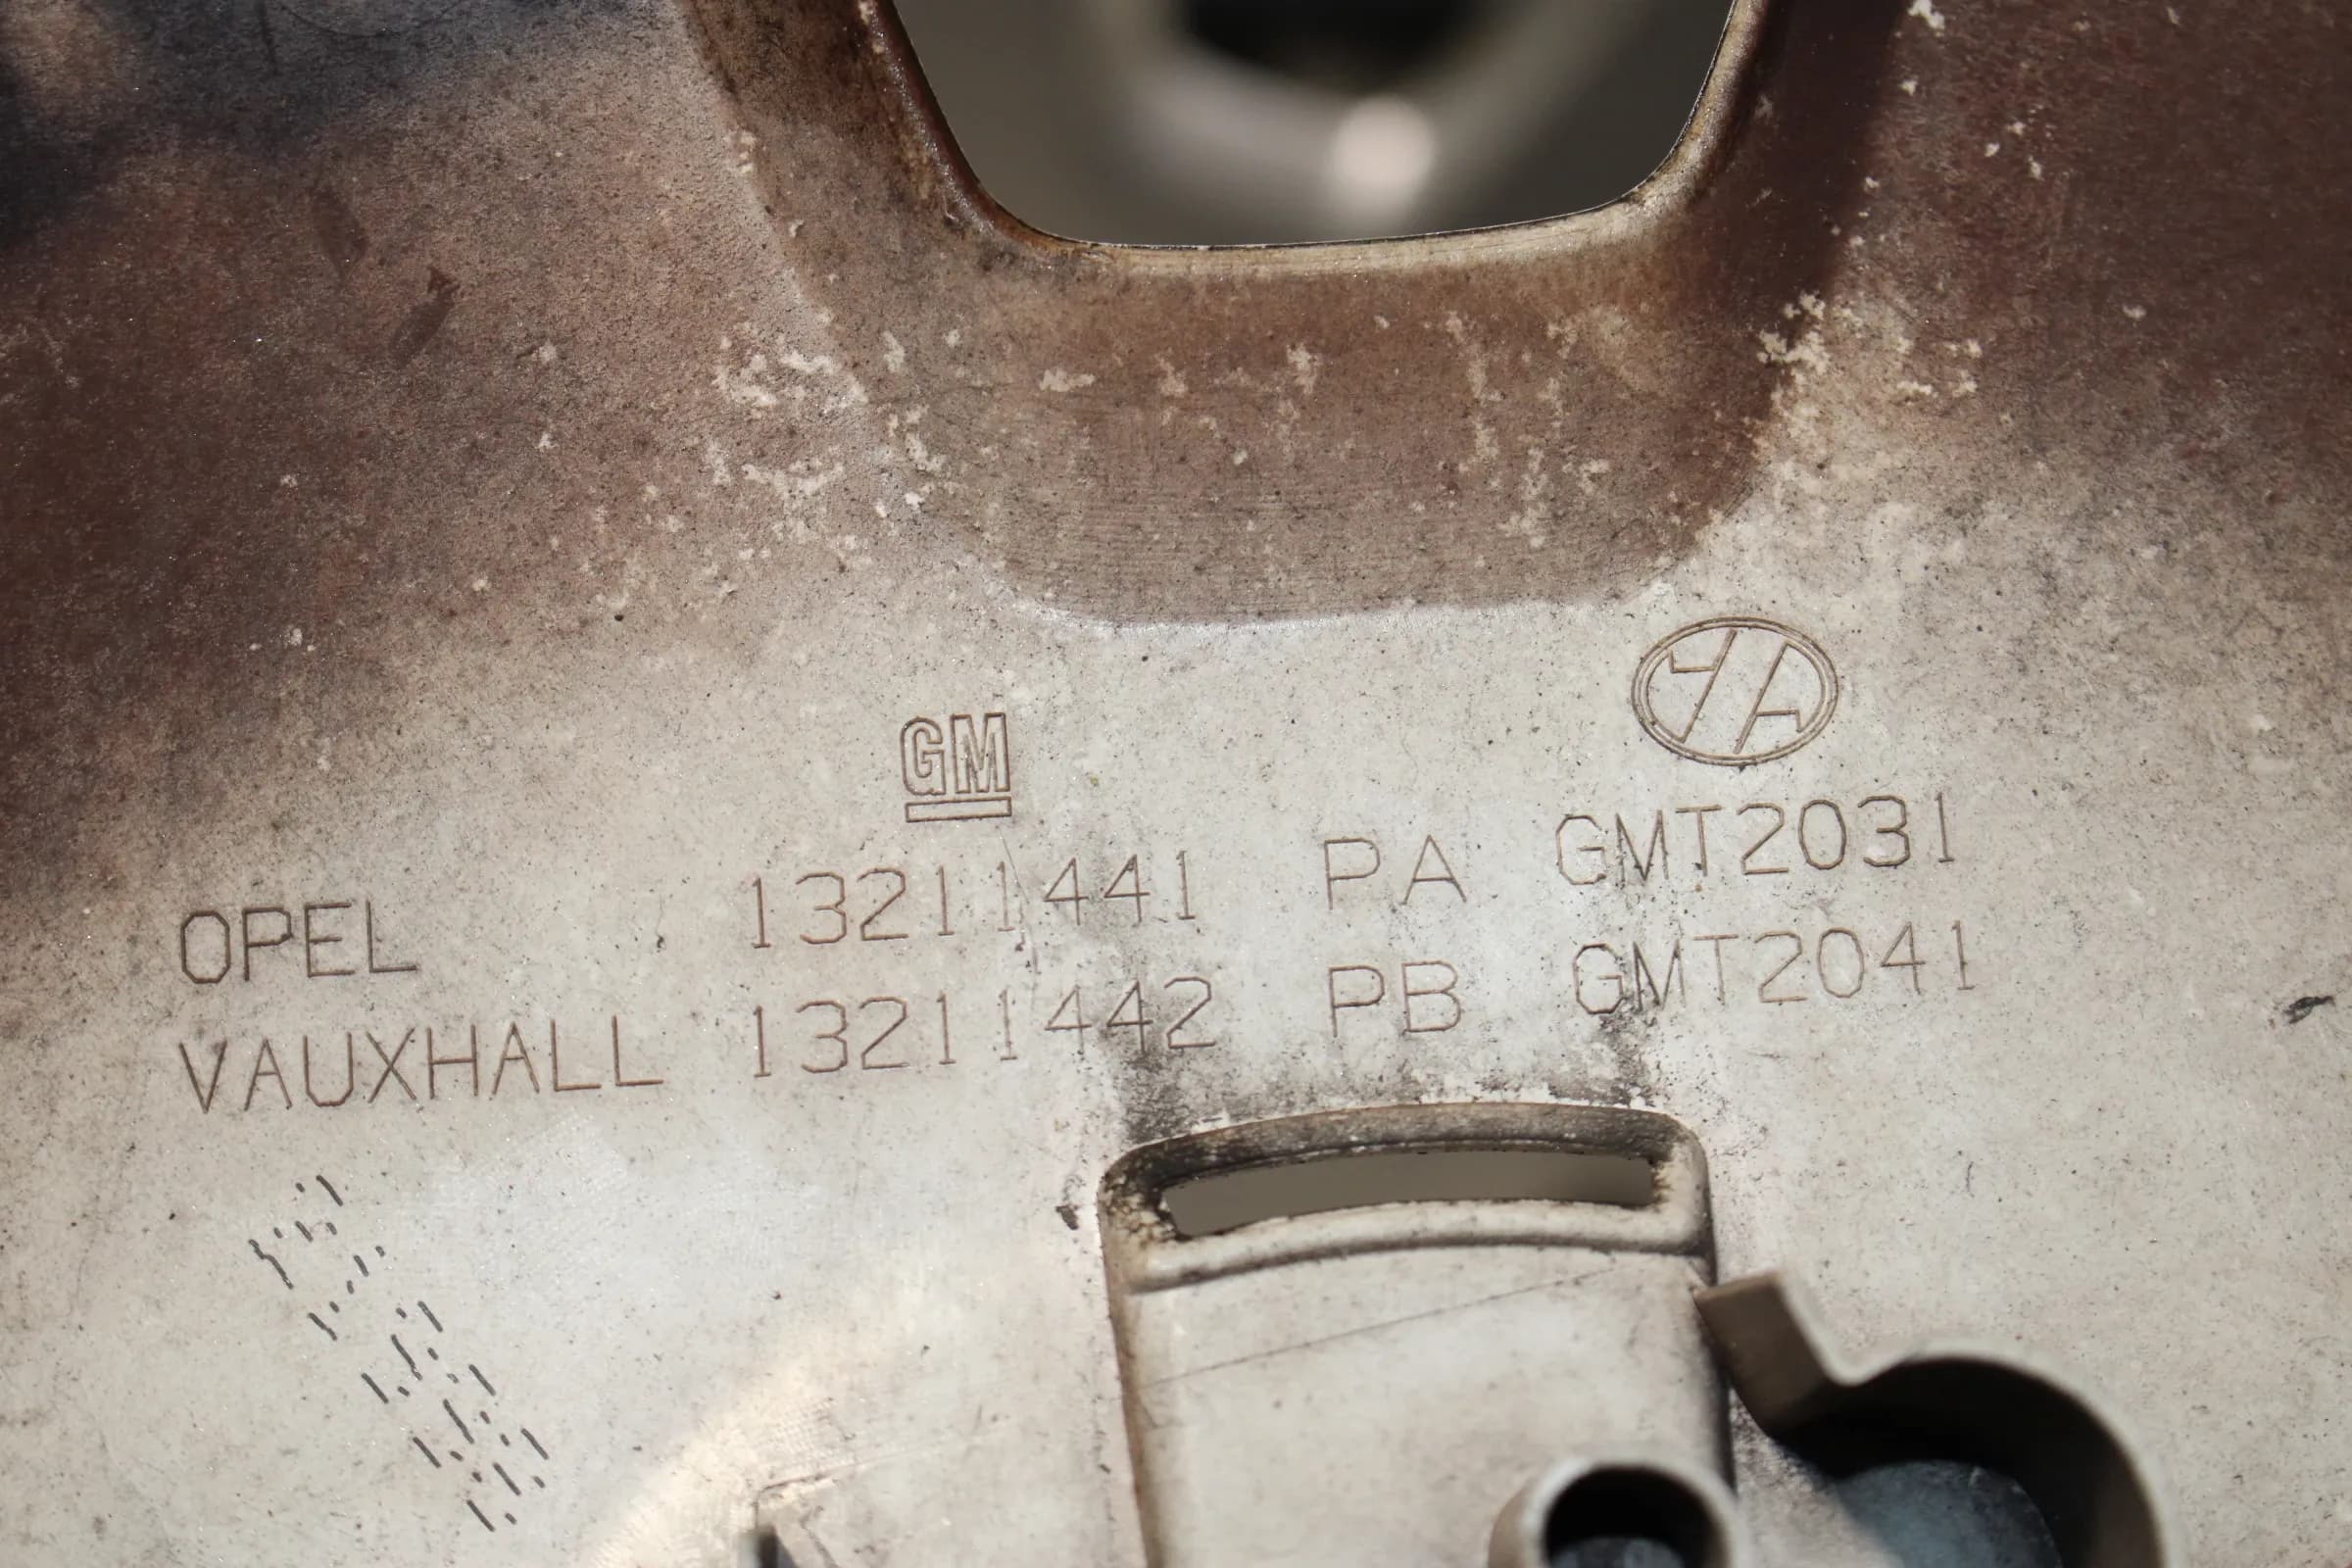 GM
OPEL 13211441 PA GMT2031
VAUXHALL 13211442 PB GMT2041